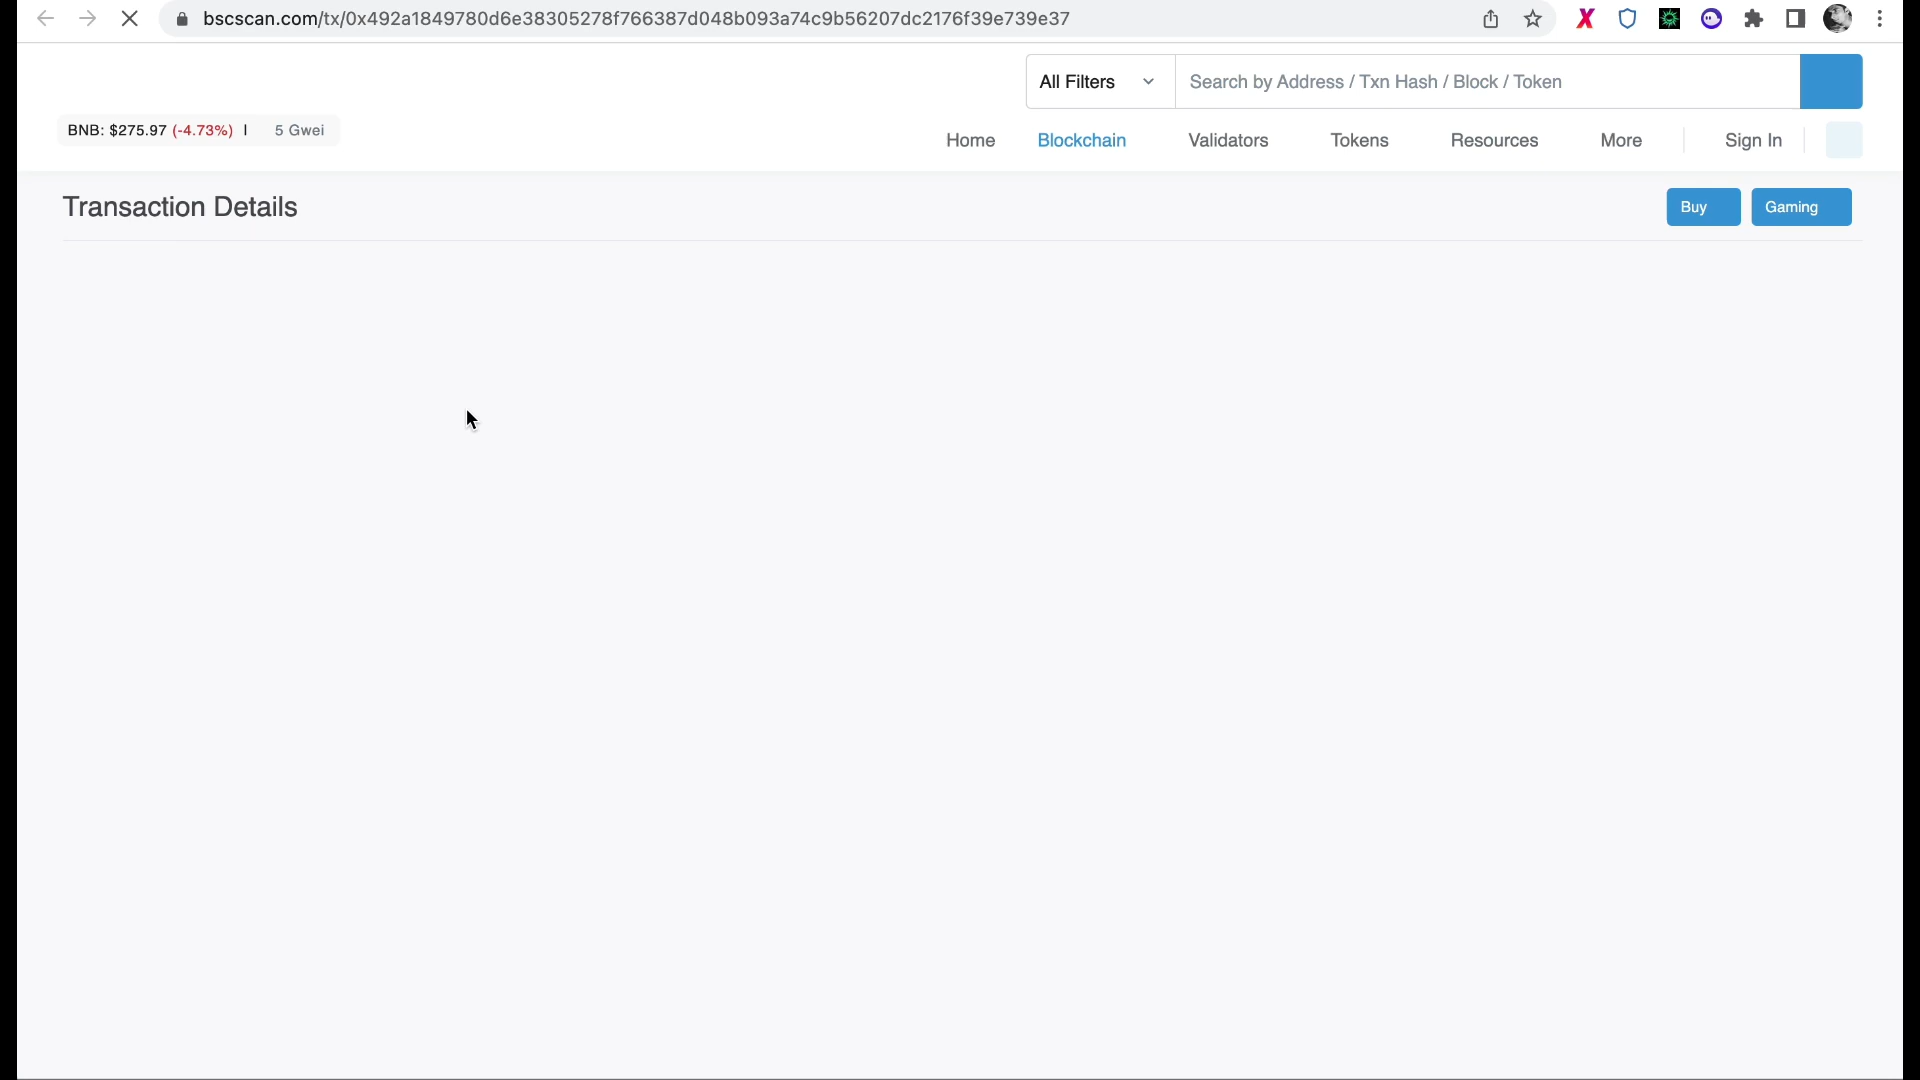 bscscan.com/tx/0x492a1849780d6e38305278f766387d048b093a74c9b56207dc2176f39e739e37
All Filters
Search by Address / Txn Hash / Block / Token
BNB: $275.97 (-4.73%) | 5 Gwei
Home Blockchain Validators Tokens Resources More Sign In
Transaction Details
Buy Gaming